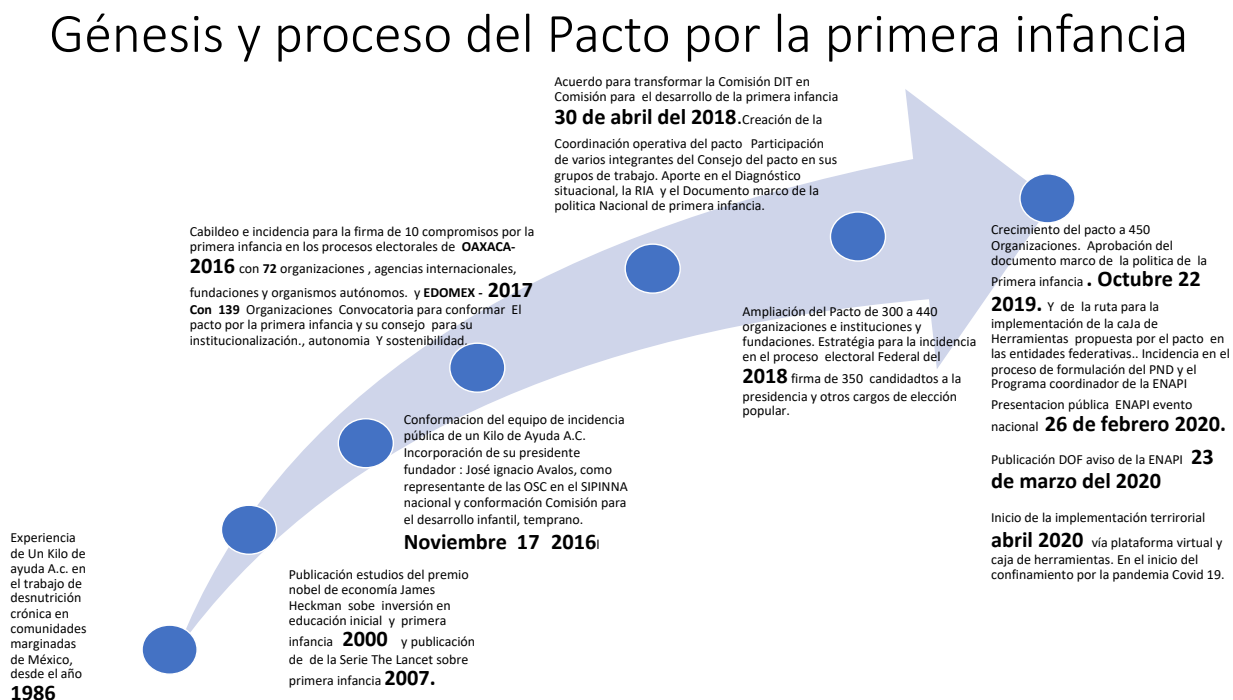 Génesis y proceso del Pacto por la primera infancia
Experiencia
de Un Kilo de
ayuda A.c. en
el trabajo de
desnutrición
crónica en
comunidades
marginadas
de México,
desde el año
1986
Publicación estudios del premio
nobel de economía James
Heckman sobe inversión en
educación inicial y primera
infancia 2000 y publicación
de de la Serie The Lancet sobre
primera infancia 2007.
Conformacion del equipo de incidencia
pública de un Kilo de Ayuda A.C.
Incorporación de su presidente
fundador : José ignacio Avalos, como
representante de las OSC en el SIPINNA
nacional y conformación Comisión para
el desarrollo infantil, temprano.
Noviembre 17 2016
Cabildeo e incidencia para la firma de 10 compromisos por la
primera infancia en los procesos electorales de OAXACA-
2016 con 72 organizaciones , agencias internacionales,
fundaciones y organismos autónomos. y EDOMEX - 2017
Con 139 Organizaciones Convocatoria para conformar El
pacto por la primera infancia y su consejo para su
institucionalización., autonomia Y sostenibilidad.
Acuerdo para transformar la Comisión DIT en
Comisión para el desarrollo de la primera infancia
30 de abril del 2018.Creación de la
Coordinación operativa del pacto Participación
de varios integrantes del Consejo del pacto en sus
grupos de trabajo. Aporte en el Diagnóstico
situacional, la RIA y el Documento marco de la
politica Nacional de primera infancia.
Ampliación del Pacto de 300 a 440
organizaciones e instituciones y
fundaciones. Estratégia para la incidencia
en el proceso electoral Federal del
2018 firma de 350 candidadtos a la
presidencia y otros cargos de elección
popular.
Crecimiento del pacto a 450
Organizaciones. Aprobación del
documento marco de la politica de la
Primera infancia . Octubre 22
2019. Y de la ruta para la
implementación de la caJa de
Herramientas propuesta por el pacto en
las entidades federativas.. Incidencia en el
proceso de formulación del PND y el
Programa coordinador de la ENAPI
Presentacion pública ENAPI evento
nacional 26 de febrero 2020.
Publicación DOF aviso de la ENAPI 23
de marzo del 2020
Inicio de la implementación terrirorial
abril 2020 vía plataforma virtual y
caja de herramientas. En el inicio del
confinamiento por la pandemia Covid 19.